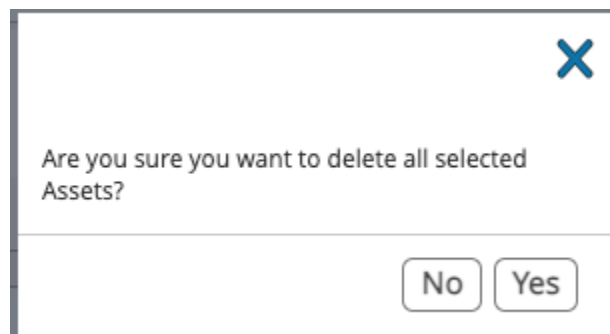 Are you sure you want to delete all selected
Assets?
No Yes